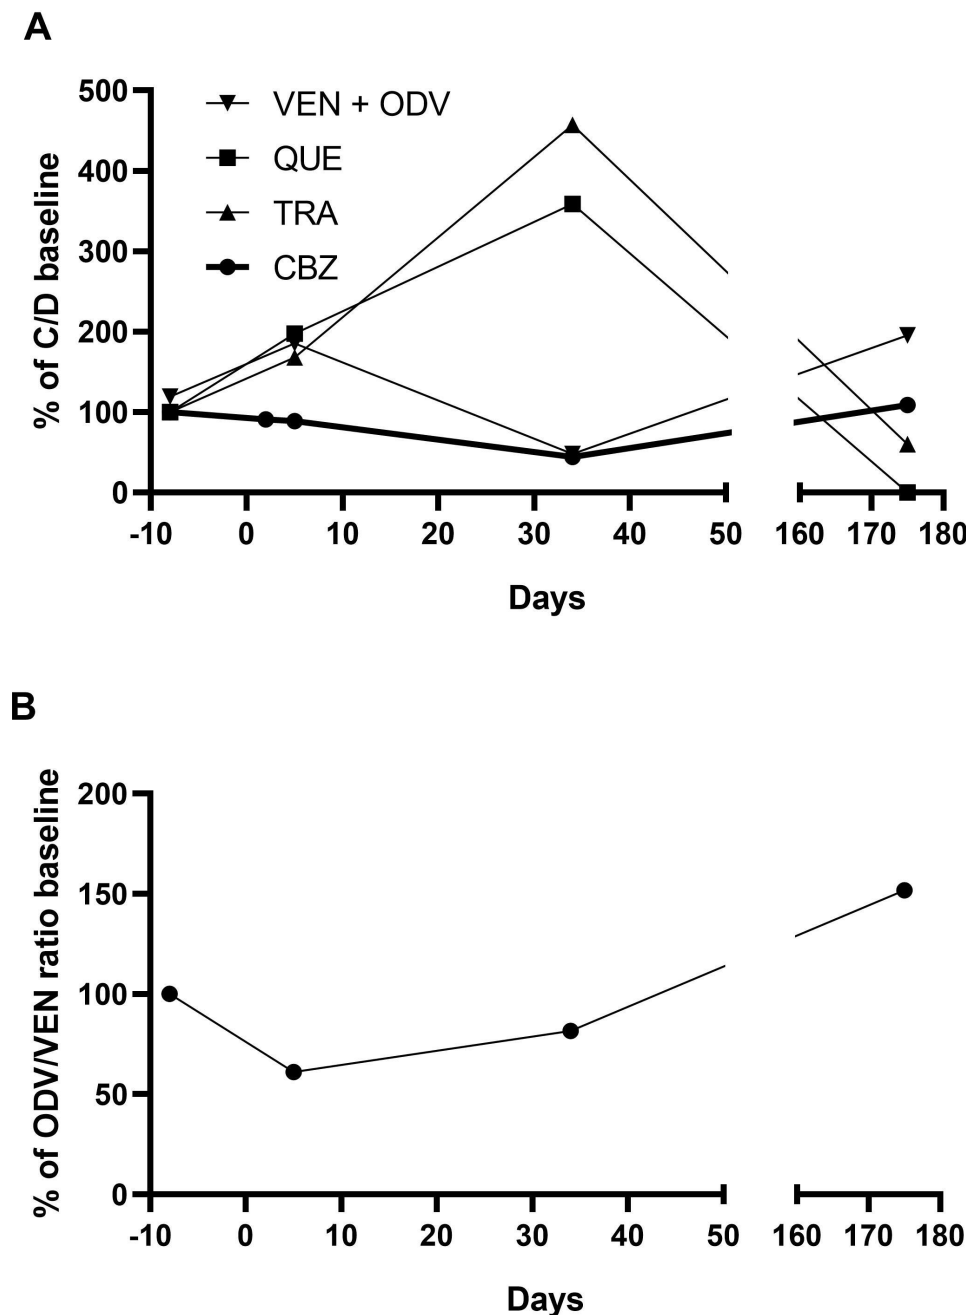 A
% of C/D baseline
500
400
300
200
100
0
VEN + ODV
QUE
TRA
CBZ
-10 0 10 20 30 40 50 160 170 180
Days
B
% of ODV/VEN ratio baseline
200
150
100
50
0
-10 0 10 20 30 40 50 160 170 180
Days